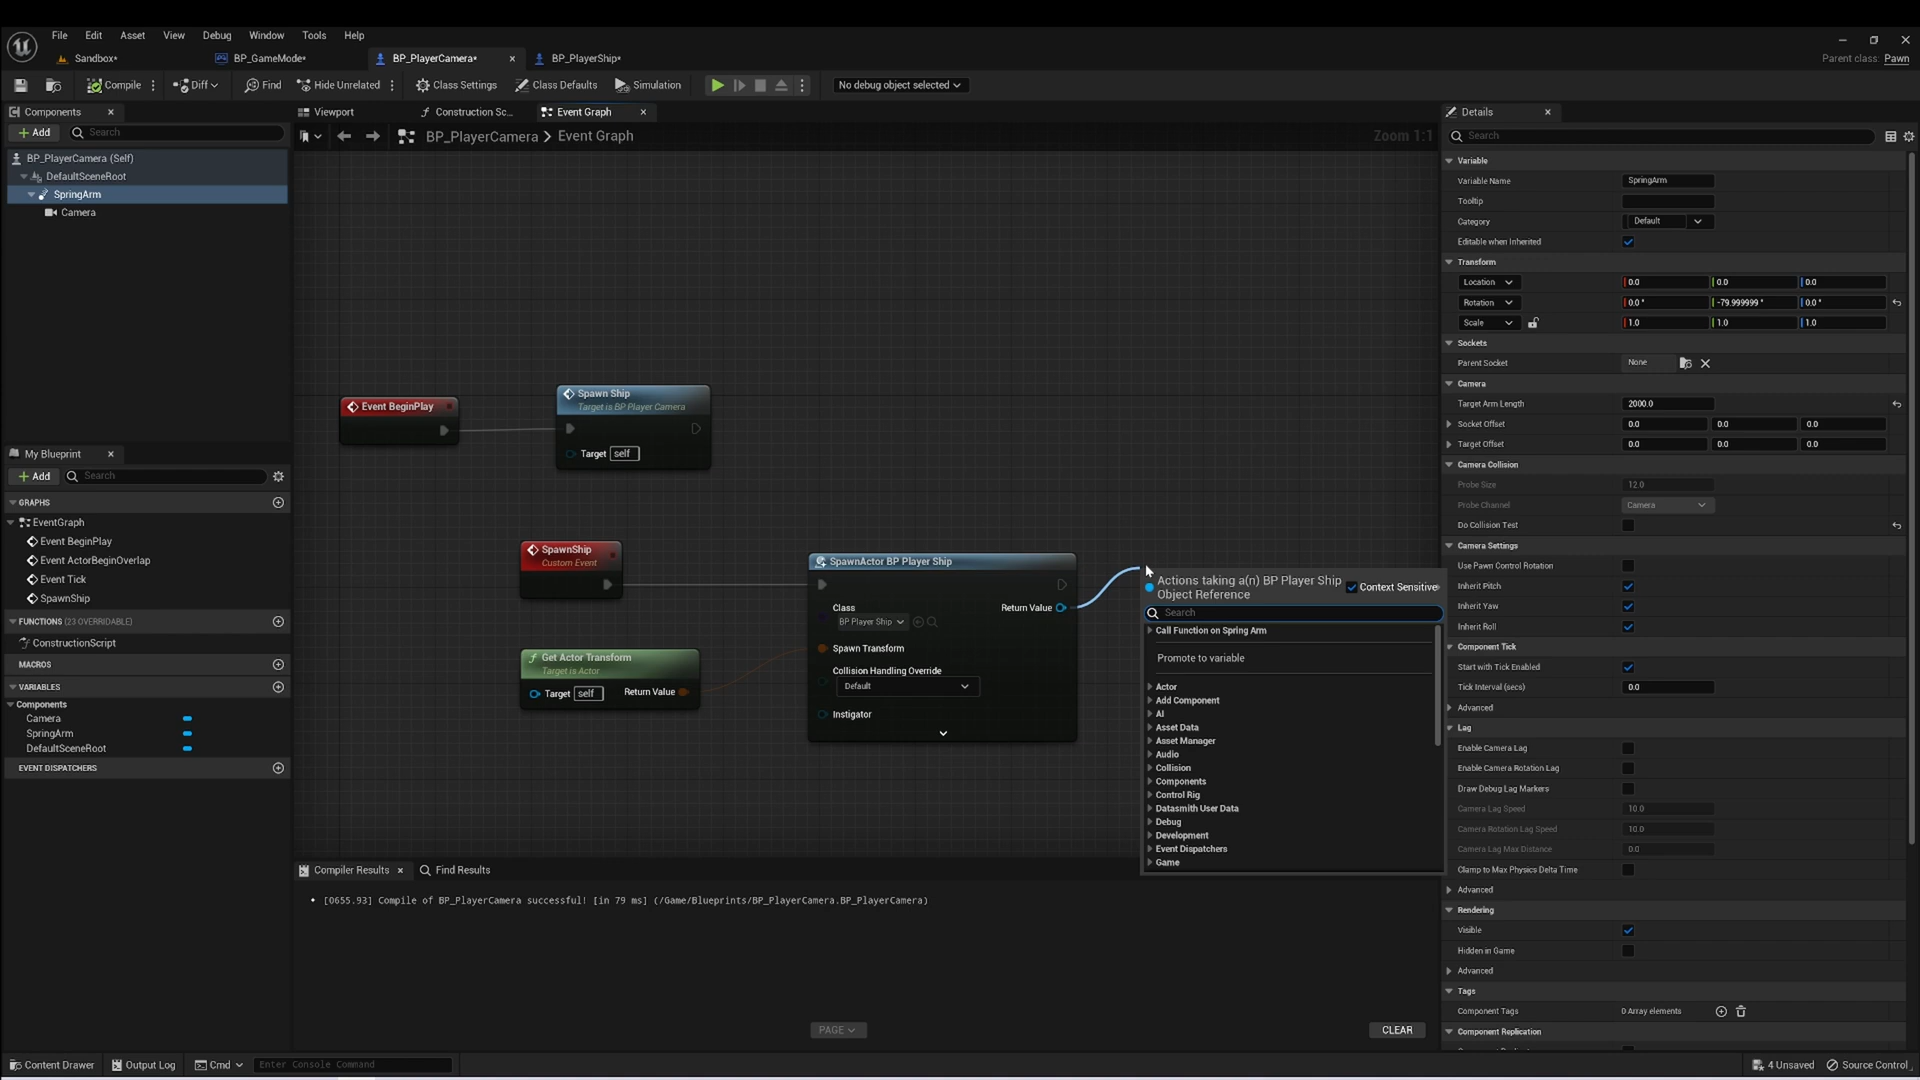 File Edit Asset View Debug Window Tools Help
Sandbox* BP_GameMode* BP_PlayerCamera* BP_PlayerShip*
Parent class: Pawn
Compile Diff Find Hide Unrelated Class Settings Class Defaults Simulation No debug object selected
Components
Add Search
BP_PlayerCamera (Self)
DefaultSceneRoot
SpringArm
Camera
My Blueprint
Add Search
GRAPHS
EventGraph
Event BeginPlay
Event ActorBeginOverlap
Event Tick
SpawnShip
FUNCTIONS (23 OVERRIDABLE)
ConstructionScript
MACROS
VARIABLES
Components
Camera
SpringArm
DefaultSceneRoot
EVENT DISPATCHERS
Viewport Construction Sc... Event Graph
BP_PlayerCamera > Event Graph
Zoom 1:1
Event BeginPlay
Spawn Ship
Target is BP Player Camera
Target self
SpawnShip
Custom Event
Get Actor Transform
Target is Actor
Target self Return Value
SpawnActor BP Player Ship
Class
BP Player Ship
Return Value
Spawn Transform
Collision Handling Override
Default
Instigator
Actions taking a(n) BP Player Ship
Object Reference
Context Sensitive
Search
Call Function on Spring Arm
Promote to variable
Actor
Add Component
AI
Asset Data
Asset Manager
Audio
Collision
Components
Control Rig
Datasmith User Data
Debug
Development
Event Dispatchers
Game
Compiler Results Find Results
• [0655.93] Compile of BP_PlayerCamera successful! [in 79 ms] (/Game/Blueprints/BP_PlayerCamera.BP_PlayerCamera)
PAGE
CLEAR
Details
Search
Variable
Variable Name SpringArm
Tooltip
Category Default
Editable when Inherited
Transform
Location 0.0 0.0 0.0
Rotation 0.0 ° -79.999999 ° 0.0 °
Scale 1.0 1.0 1.0
Sockets
Parent Socket None
Camera
Target Arm Length 2000.0
Socket Offset 0.0 0.0 0.0
Target Offset 0.0 0.0 0.0
Camera Collision
Probe Size 12.0
Probe Channel Camera
Do Collision Test
Camera Settings
Use Pawn Control Rotation
Inherit Pitch
Inherit Yaw
Inherit Roll
Component Tick
Start with Tick Enabled
Tick Interval (secs) 0.0
Advanced
Lag
Enable Camera Lag
Enable Camera Rotation Lag
Draw Debug Lag Markers
Camera Lag Speed 10.0
Camera Rotation Lag Speed 10.0
Camera Lag Max Distance 0.0
Clamp to Max Physics Delta Time
Advanced
Rendering
Visible
Hidden in Game
Advanced
Tags
Component Tags 0 Array elements
Component Replication
Content Drawer Output Log Cmd Enter Console Command
4 Unsaved Source Control